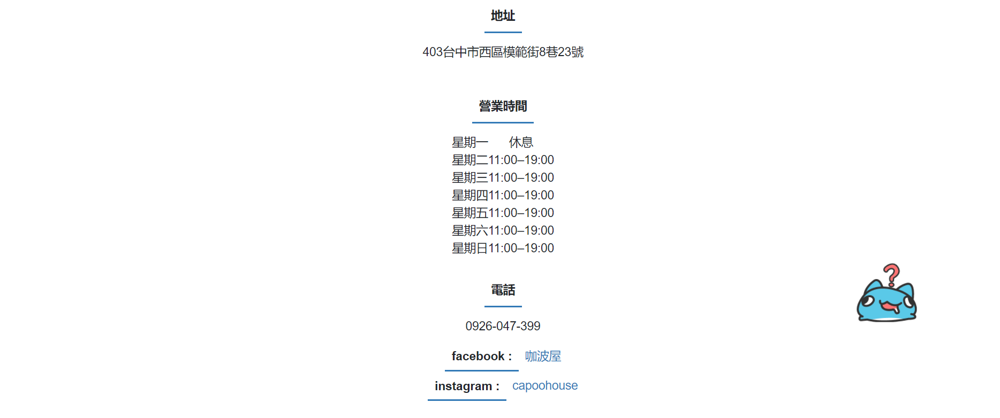 地址
403台中市西區模範街8巷23號
營業時間
星期一 休息
星期二11:00–19:00
星期三11:00–19:00
星期四11:00–19:00
星期五11:00–19:00
星期六11:00–19:00
星期日11:00–19:00
電話
0926-047-399
facebook : 咖波屋
instagram : capoohouse
?